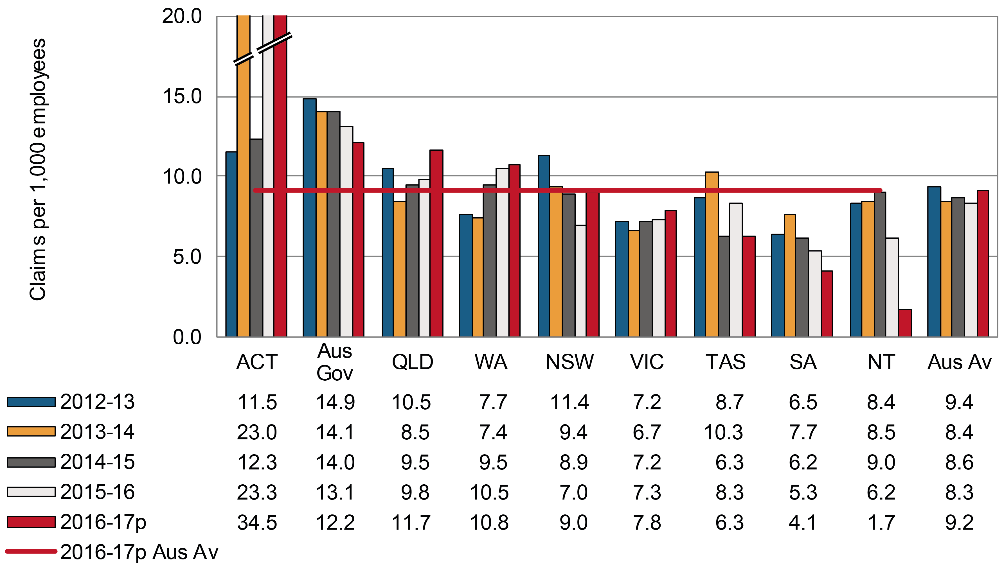 Claims per 1,000 employees
20.0
15.0
10.0
5.0
0.0
ACT Aus Gov QLD WA NSW VIC TAS SA NT Aus Av
2012-13 11.5 14.9 10.5 7.7 11.4 7.2 8.7 6.5 8.4 9.4
2013-14 23.0 14.1 8.5 7.4 9.4 6.7 10.3 7.7 8.5 8.4
2014-15 12.3 14.0 9.5 9.5 8.9 7.2 6.3 6.2 9.0 8.6
2015-16 23.3 13.1 9.8 10.5 7.0 7.3 8.3 5.3 6.2 8.3
2016-17p 34.5 12.2 11.7 10.8 9.0 7.8 6.3 4.1 1.7 9.2
2016-17p Aus Av